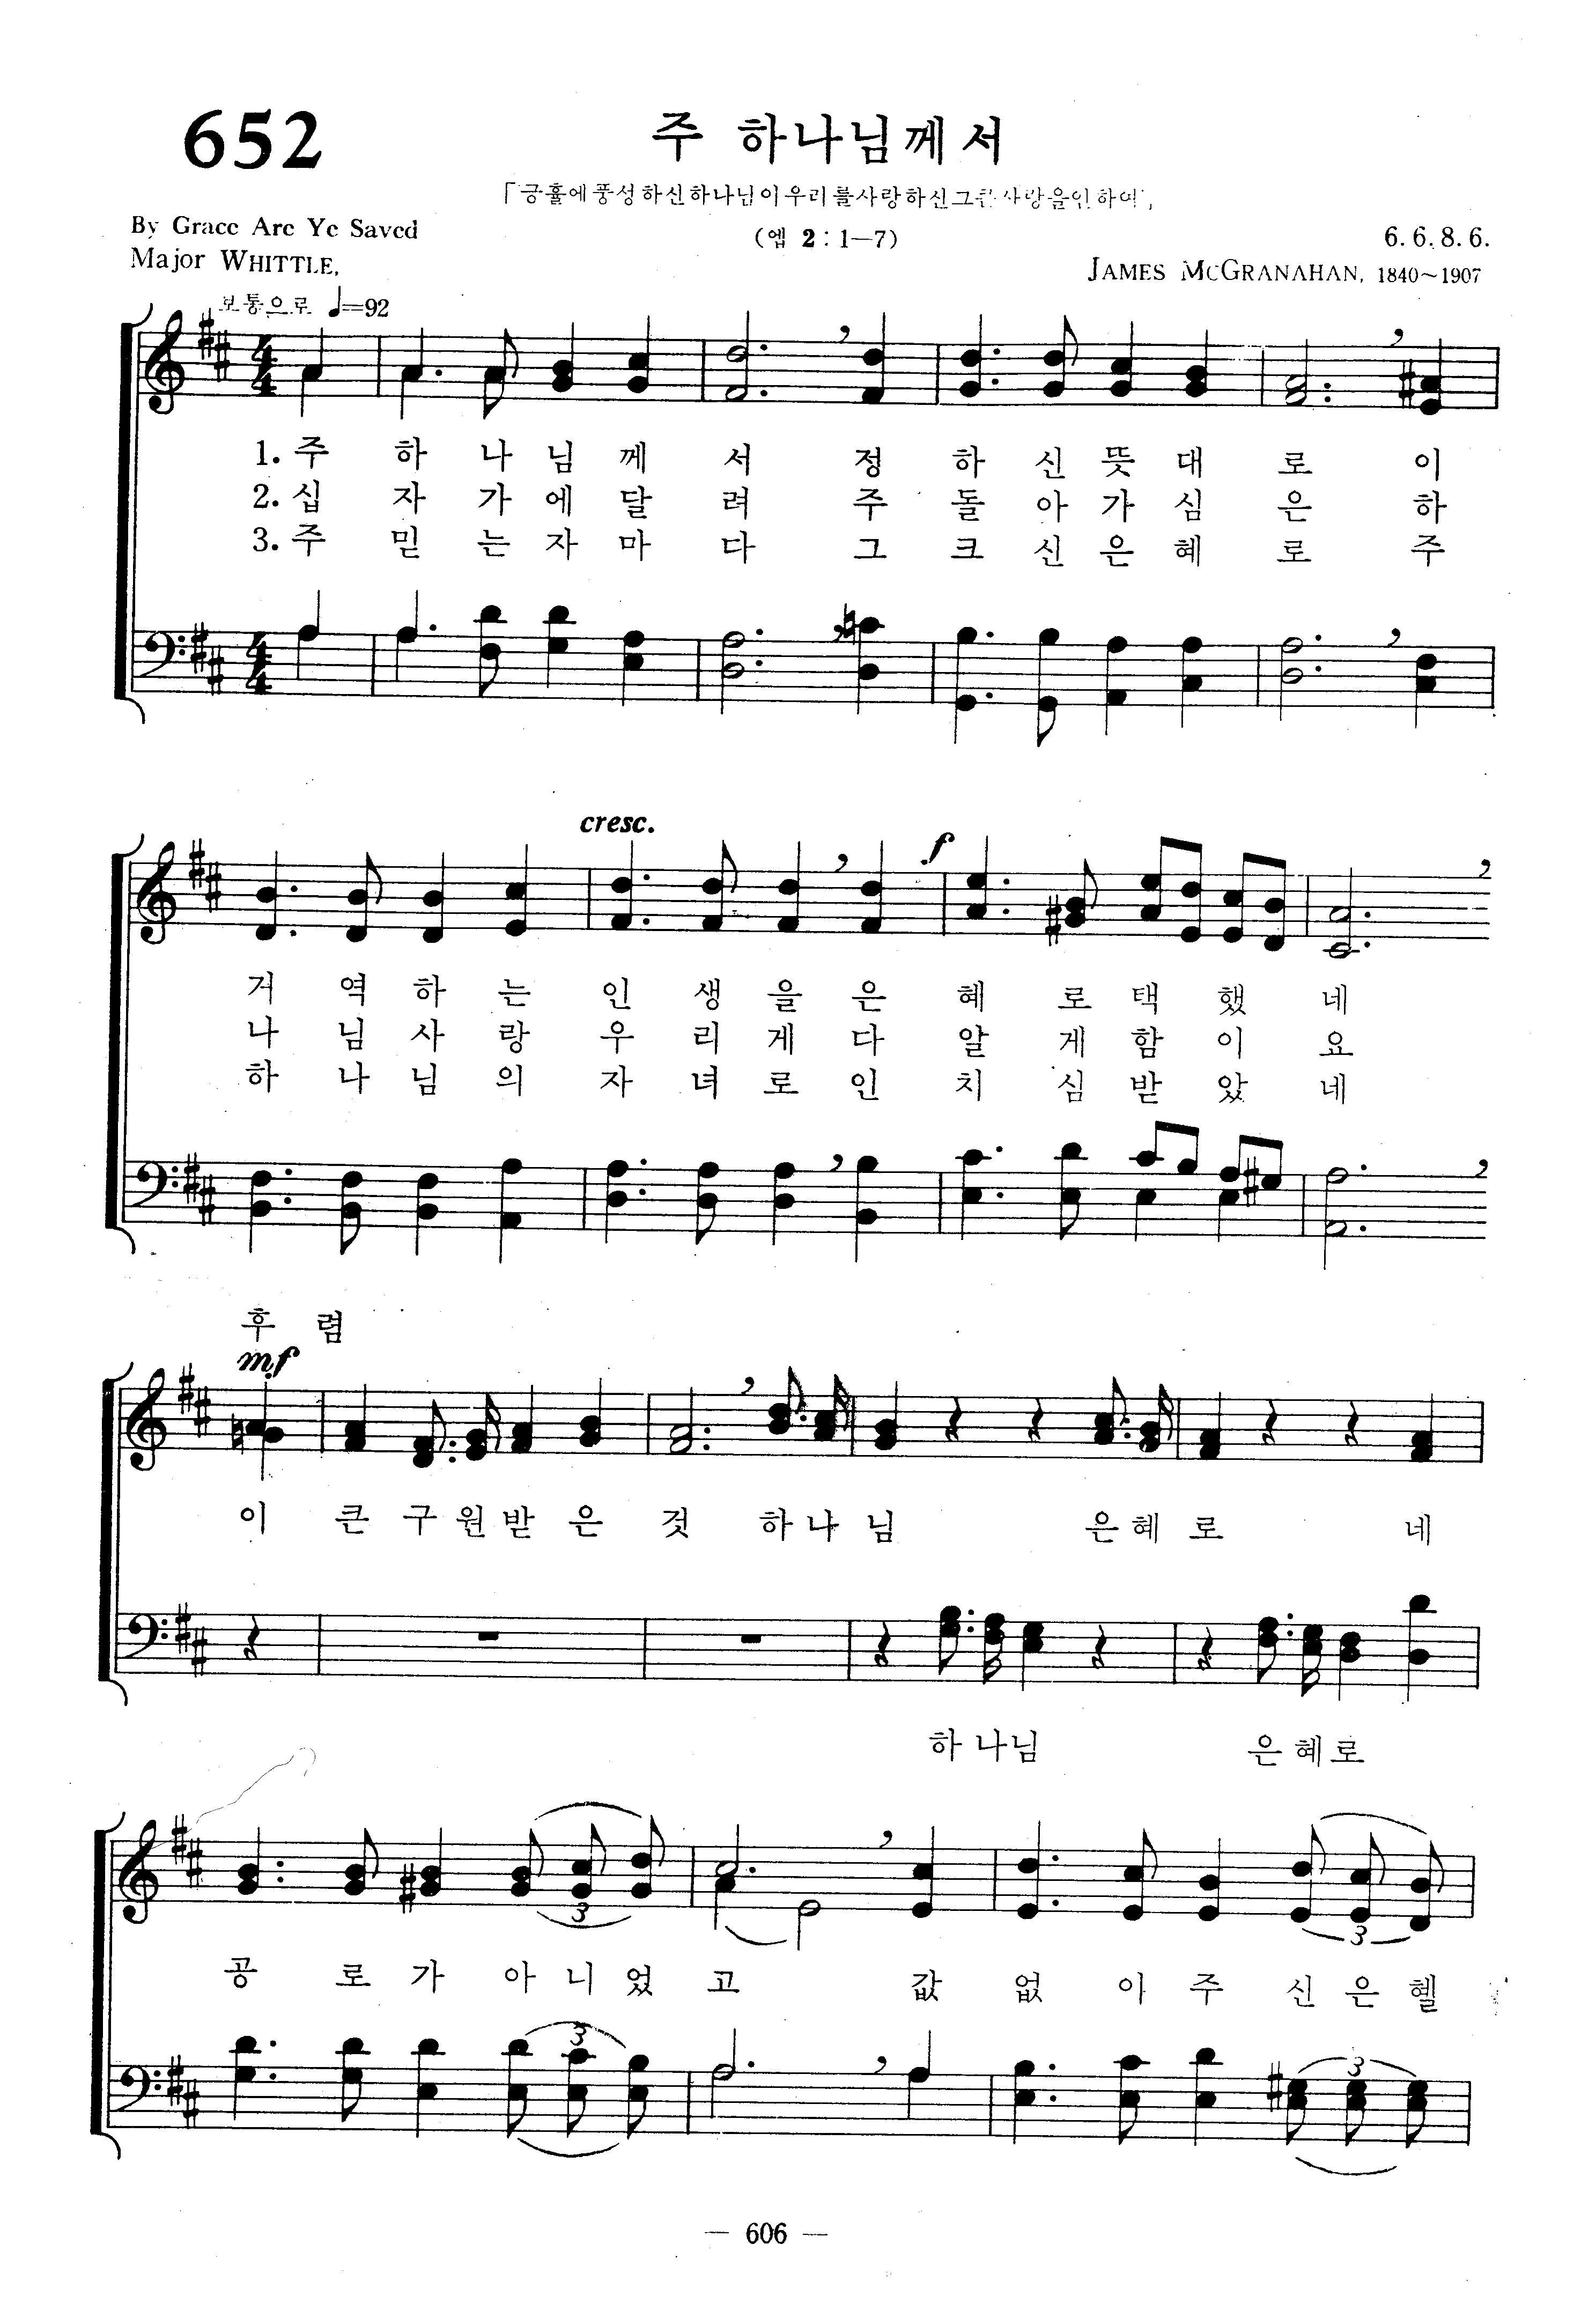 652
주 하나님께서
「긍휼에 풍성하신 하나님이 우리를 사랑하신 그 큰 사랑을 인하여」
By Grace Are Ye Saved
(엡 2 : 1—7)
6. 6. 8. 6.
Major WHITTLE,
JAMES MCGRANAHAN, 1840~1907
보통으로 ♩=92
1. 주 하 나 님 께 서 정 하 신 뜻 대 로 이
2. 십 자 가 에 달 려 주 돌 아 가 심 은 하
3. 주 믿 는 자 마 다 그 크 신 은 혜 로 주
cresc.
f
거 역 하 는 인 생 을 은 혜 로 택 했 네
나 님 사 랑 우 리 게 다 알 게 함 이 요
하 나 님 의 자 녀 로 인 치 심 받 았 네
후 렴
mf
이 큰 구 원 받 은 것 하 나 님 은 혜 로 네
하 나 님 은 혜 로
3
공 로 가 아 니 었 고 값 없 이 주 신 은 혤
3
3
3
— 606 —